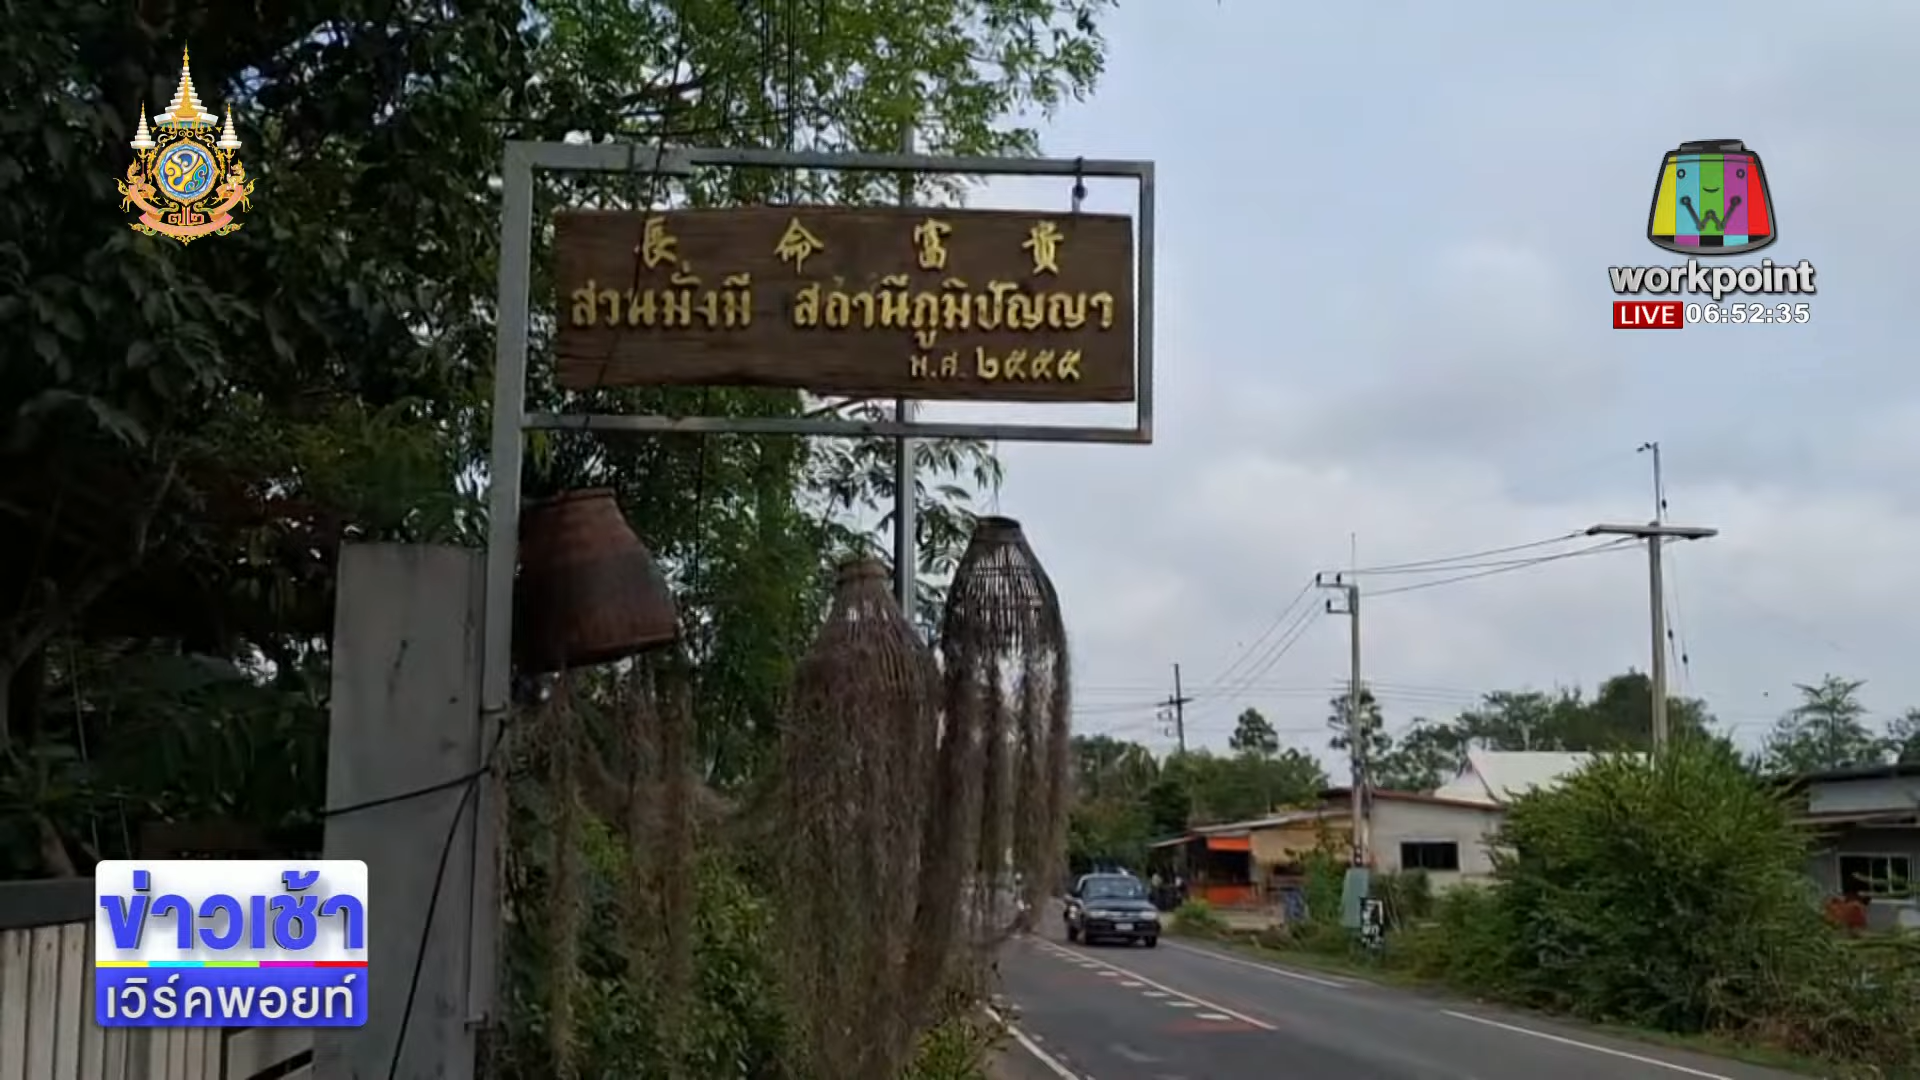 長 命 富 貴
สานมั่งมี สถานีภูมิปัญญา
พ.ศ. ๒๕๕๕
workpoint
LIVE 06:52:35
ข่าวเช้า
เวิร์คพอยท์